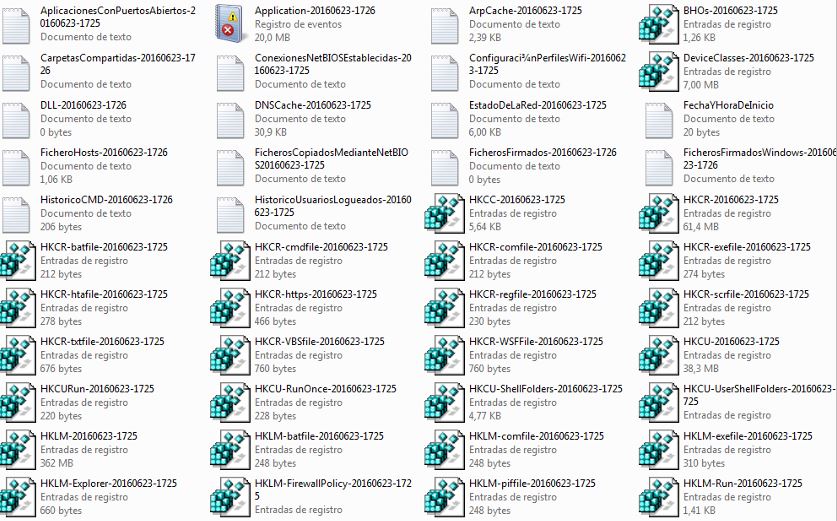 AplicacionesConPuertosAbiertos-2
0160623-1725
Documento de texto
Application-20160623-1726
Registro de eventos
20,0 MB
ArpCache-20160623-1725
Documento de texto
2,39 KB
BHOs-20160623-1725
Entradas de registro
1,26 KB
CarpetasCompartidas-20160623-17
26
Documento de texto
ConexionesNetBIOSEstablecidas-20
160623-1725
Documento de texto
Configuraci¾nPerfilesWifi-2016062
3-1725
Documento de texto
DeviceClasses-20160623-1725
Entradas de registro
7,00 MB
DLL-20160623-1726
Documento de texto
0 bytes
DNSCache-20160623-1725
Documento de texto
30,9 KB
EstadoDeLaRed-20160623-1725
Documento de texto
6,00 KB
FechaYHoraDeInicio
Documento de texto
20 bytes
FicheroHosts-20160623-1726
Documento de texto
1,06 KB
FicherosCopiadosMedianteNetBIO
S20160623-1725
Documento de texto
FicherosFirmados-20160623-1726
Documento de texto
0 bytes
FicherosFirmadosWindows-201606
23-1726
Documento de texto
HistoricoCMD-20160623-1726
Documento de texto
206 bytes
HistoricoUsuariosLogueados-20160
623-1725
Documento de texto
HKCC-20160623-1725
Entradas de registro
5,64 KB
HKCR-20160623-1725
Entradas de registro
61,4 MB
HKCR-batfile-20160623-1725
Entradas de registro
212 bytes
HKCR-cmdfile-20160623-1725
Entradas de registro
212 bytes
HKCR-comfile-20160623-1725
Entradas de registro
212 bytes
HKCR-exefile-20160623-1725
Entradas de registro
274 bytes
HKCR-htafile-20160623-1725
Entradas de registro
278 bytes
HKCR-https-20160623-1725
Entradas de registro
466 bytes
HKCR-regfile-20160623-1725
Entradas de registro
230 bytes
HKCR-scrfile-20160623-1725
Entradas de registro
212 bytes
HKCR-txtfile-20160623-1725
Entradas de registro
676 bytes
HKCR-VBSfile-20160623-1725
Entradas de registro
760 bytes
HKCR-WSFFile-20160623-1725
Entradas de registro
760 bytes
HKCU-20160623-1725
Entradas de registro
38,3 MB
HKCURun-20160623-1725
Entradas de registro
220 bytes
HKCU-RunOnce-20160623-1725
Entradas de registro
228 bytes
HKCU-ShellFolders-20160623-1725
Entradas de registro
4,77 KB
HKCU-UserShellFolders-20160623-
725
Entradas de registro
HKLM-20160623-1725
Entradas de registro
362 MB
HKLM-batfile-20160623-1725
Entradas de registro
248 bytes
HKLM-comfile-20160623-1725
Entradas de registro
248 bytes
HKLM-exefile-20160623-1725
Entradas de registro
310 bytes
HKLM-Explorer-20160623-1725
Entradas de registro
660 bytes
HKLM-FirewallPolicy-20160623-172
5
Entradas de registro
HKLM-piffile-20160623-1725
Entradas de registro
248 bytes
HKLM-Run-20160623-1725
Entradas de registro
1,41 KB